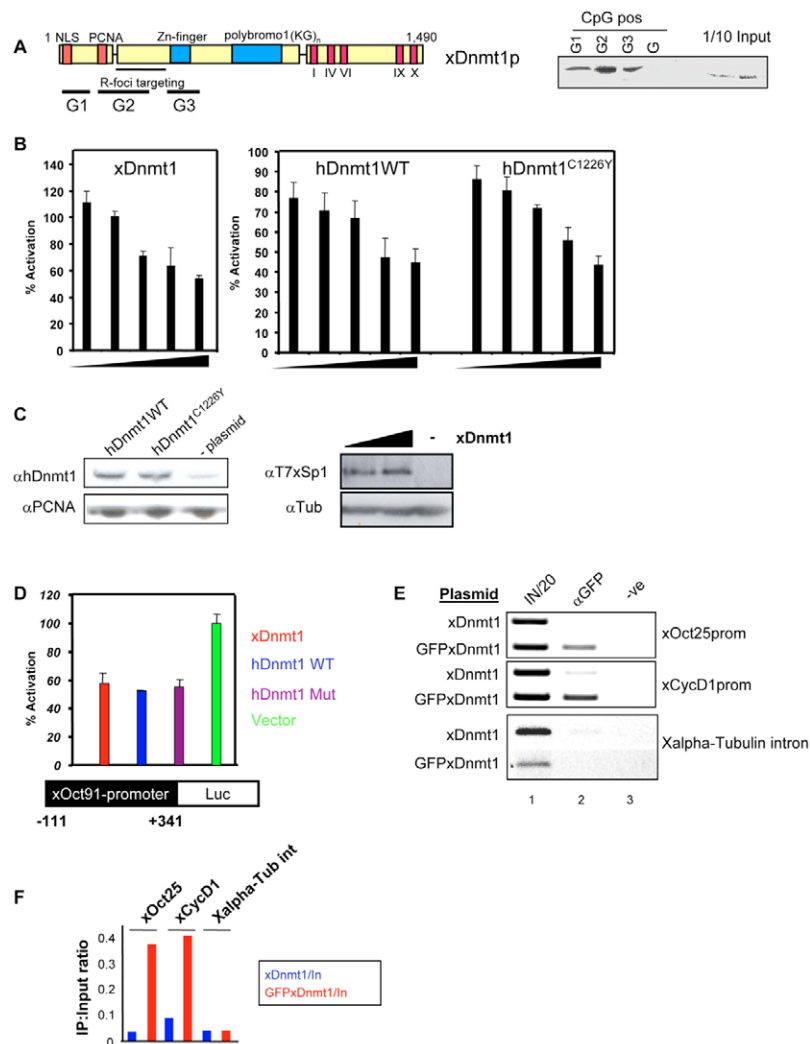 A
1 NLS PCNA Zn-finger polybromo1(KG)n 1,490
I IV VI IX X
xDnmt1p
R-foci targeting
G1 G2 G3
CpG pos
G1 G2 G3 G
1/10 Input
B
xDnmt1
% Activation
140
120
100
80
60
40
20
0
hDnmt1WT
hDnmt1C1226Y
% Activation
100
90
80
70
60
50
40
30
20
10
0
C
hDnmt1WT
hDnmt1C1226Y
- plasmid
αhDnmt1
αPCNA
- xDnmt1
αT7xSp1
αTub
D
% Activation
120
100
80
60
40
20
0
xDnmt1
hDnmt1 WT
hDnmt1 Mut
Vector
xOct91-promoter Luc
-111 +341
E
Plasmid IN/20 αGFP -ve
xDnmt1
GFPxDnmt1
xOct25prom
xDnmt1
GFPxDnmt1
xCycD1prom
xDnmt1
GFPxDnmt1
Xalpha-Tubulin intron
1 2 3
F
xOct25
xCycD1
Xalpha-Tub int
IP:Input ratio
0.4
0.3
0.2
0.1
0
xDnmt1/In
GFPxDnmt1/In